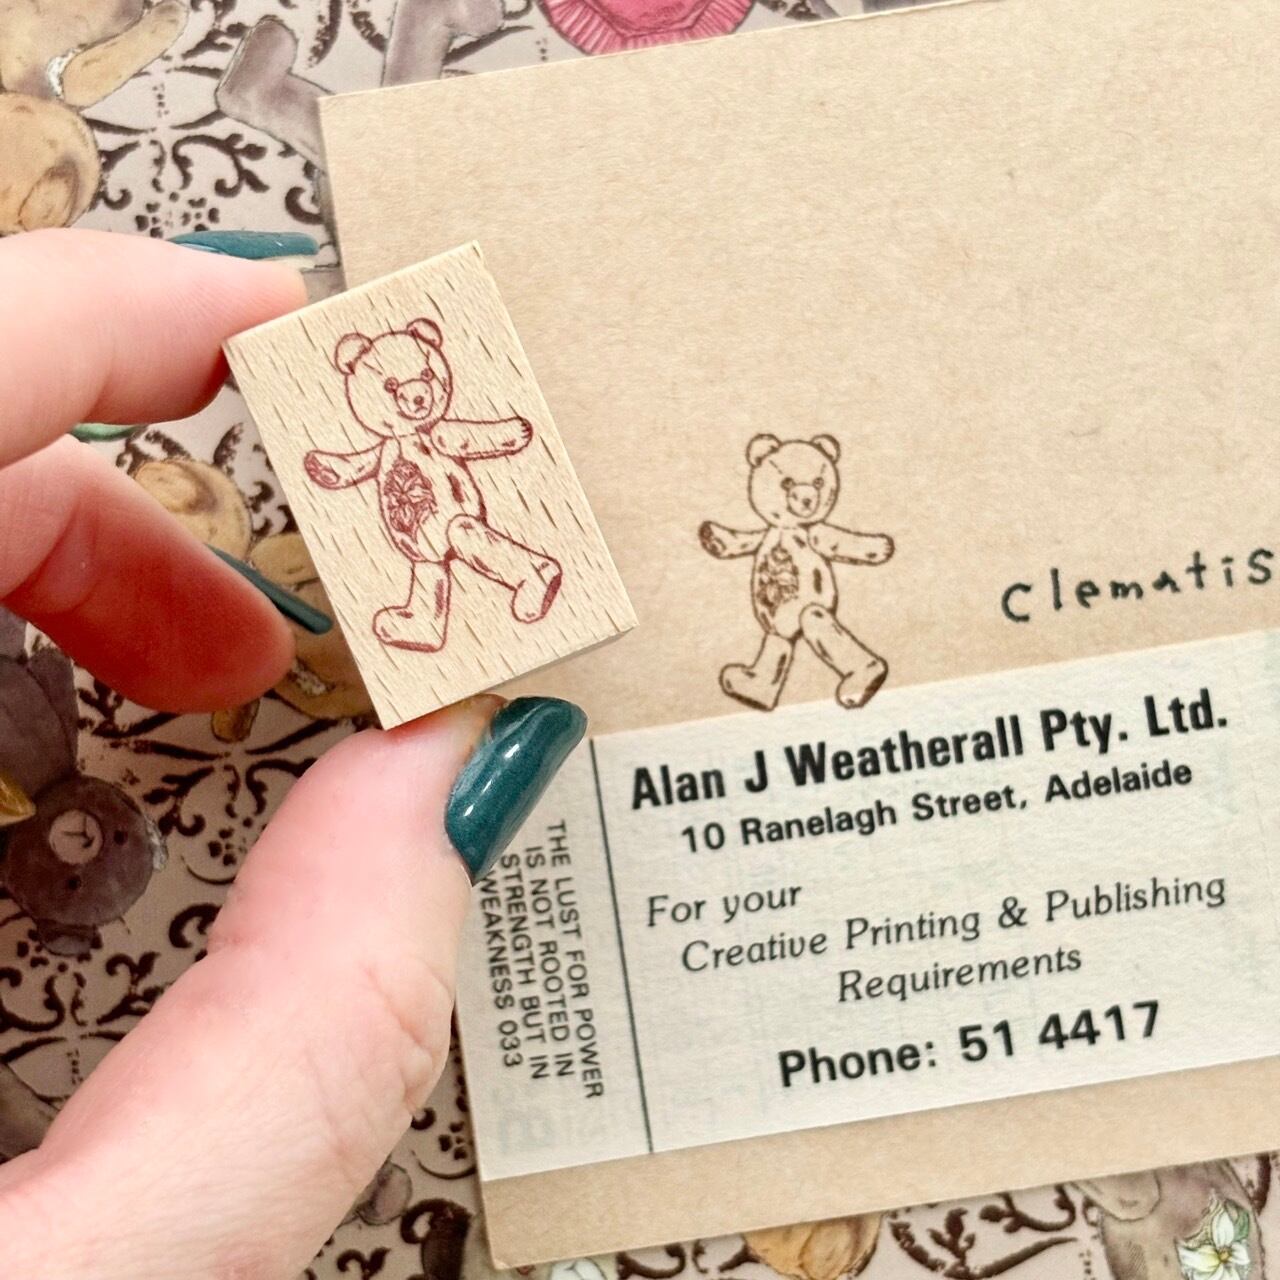 Clematis
Alan J Weatherall Pty. Ltd.
10 Ranelagh Street, Adelaide
For your
Creative Printing & Publishing
Requirements
Phone: 51 4417
THE LUST FOR POWER
IS NOT ROOTED IN
STRENGTH BUT IN
WEAKNESS 033